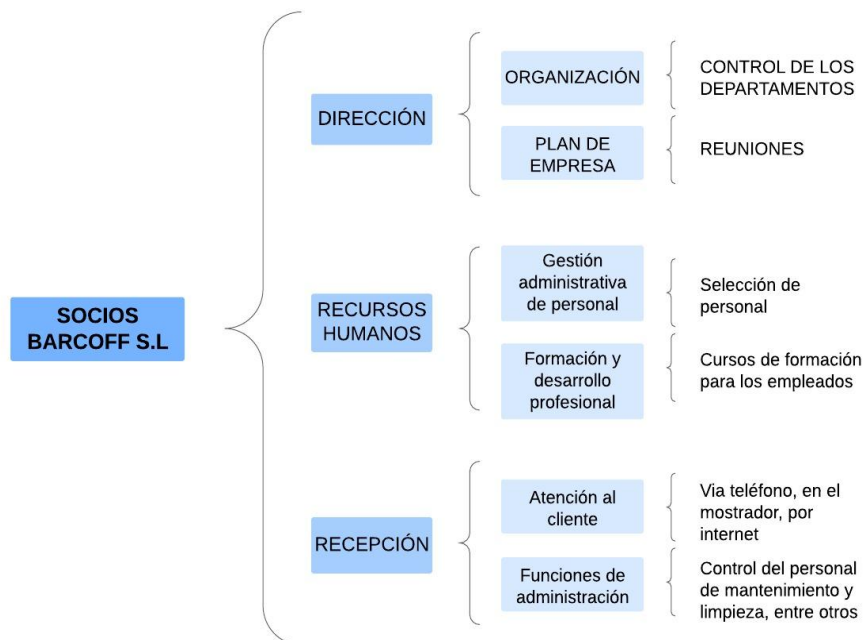 SOCIOS
BARCOFF S.L
DIRECCIÓN
ORGANIZACIÓN
CONTROL DE LOS
DEPARTAMENTOS
PLAN DE
EMPRESA
REUNIONES
RECURSOS
HUMANOS
Gestión
administrativa
de personal
Selección de
personal
Formación y
desarrollo
profesional
Cursos de formación
para los empleados
RECEPCIÓN
Atención al
cliente
Via teléfono, en el
mostrador, por
internet
Funciones de
administración
Control del personal
de mantenimiento y
limpieza, entre otros